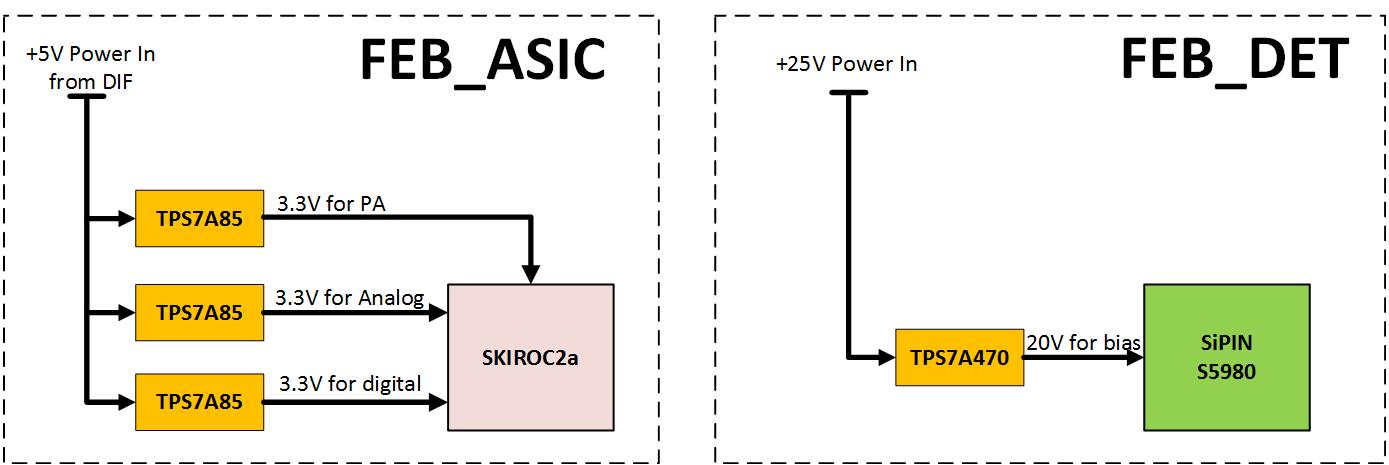 FEB_ASIC
+5V Power In
from DIF
TPS7A85
3.3V for PA
TPS7A85
3.3V for Analog
TPS7A85
3.3V for digital
SKIROC2a
FEB_DET
+25V Power In
TPS7A470
20V for bias
SiPIN
S5980